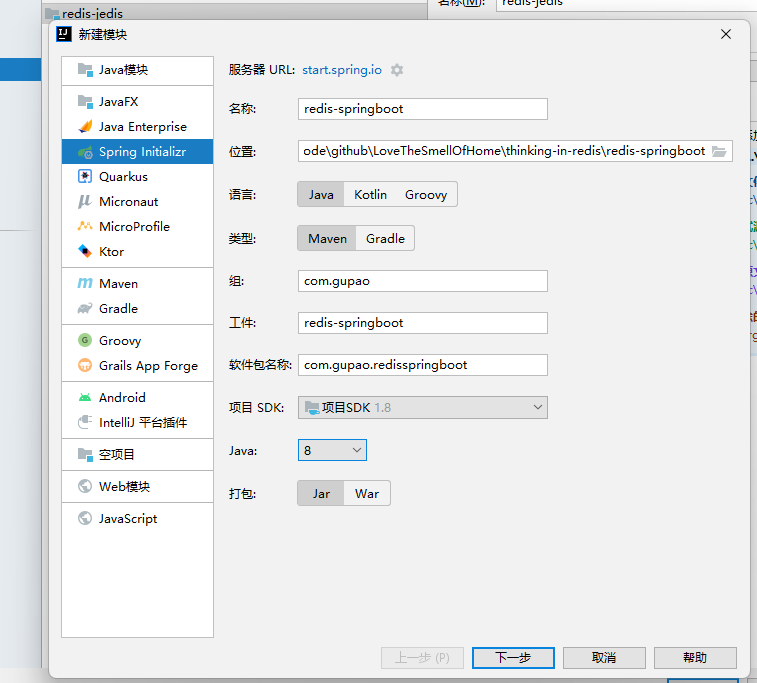 redis-jedis
名称(M):
redis-jedis
新建模块
Java模块
JavaFX
Java Enterprise
Spring Initializr
Quarkus
Micronaut
MicroProfile
Ktor
Maven
Gradle
Groovy
Grails App Forge
Android
IntelliJ 平台插件
空项目
Web模块
JavaScript
服务器 URL: start.spring.io
名称: redis-springboot
位置: ode\github\LoveTheSmellOfHome\thinking-in-redis\redis-springboot
语言: Java Kotlin Groovy
类型: Maven Gradle
组: com.gupao
工件: redis-springboot
软件包名称: com.gupao.redisspringboot
项目 SDK: 项目SDK 1.8
Java: 8
打包: Jar War
上一步 (P) 下一步 取消 帮助